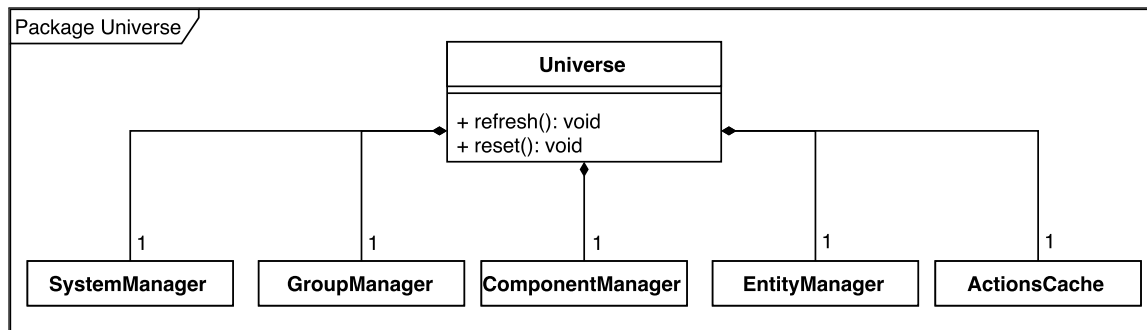 Package Universe
Universe
+ refresh(): void
+ reset(): void
1 1 1 1 1
SystemManager GroupManager ComponentManager EntityManager ActionsCache